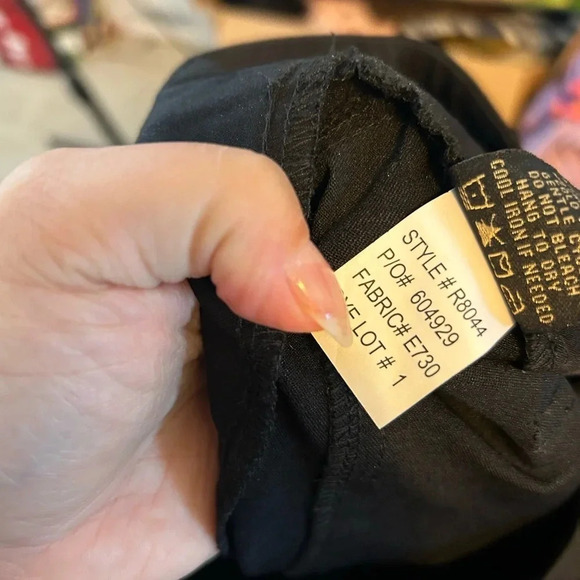 STYLE # R8044
P/O# 604929
FABRIC# E730
LOT # 1
DO NOT BLEACH
HANG TO DRY
COOL IRON IF NEEDED